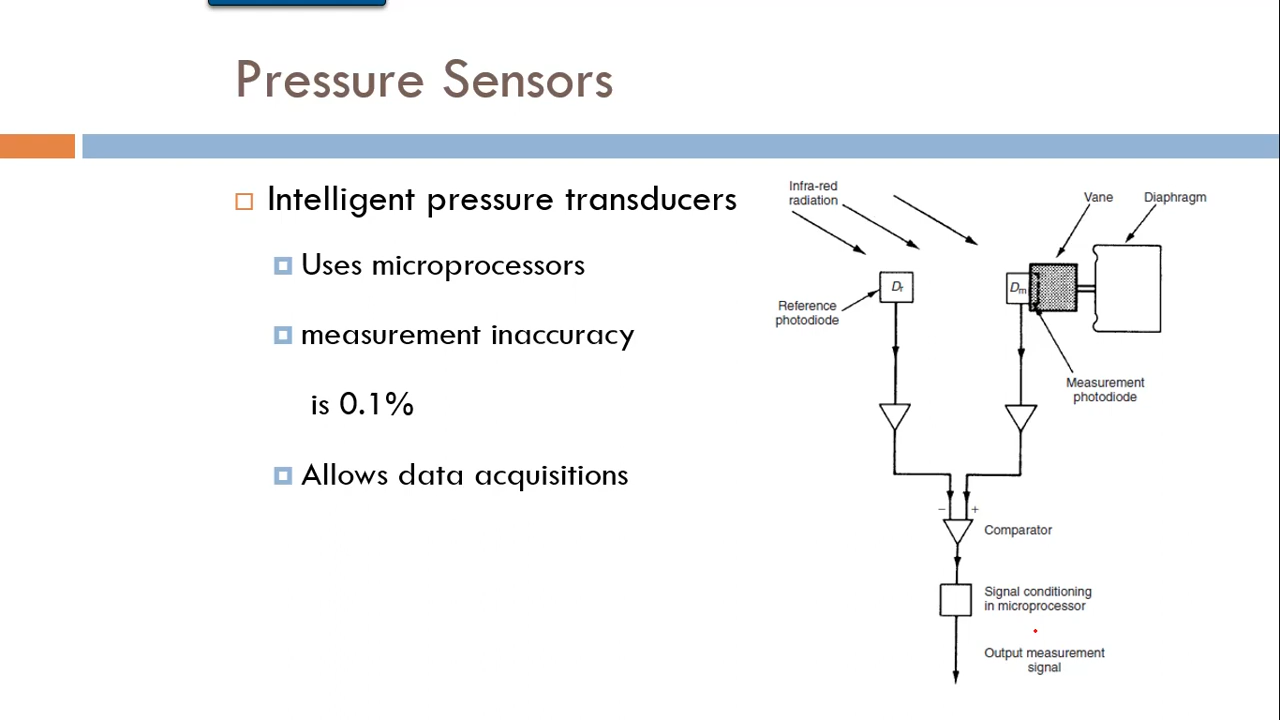 Pressure Sensors
Intelligent pressure transducers
Uses microprocessors
measurement inaccuracy
is 0.1%
Allows data acquisitions
Infra-red
radiation
Vane
Diaphragm
Dr
Dm
Reference
photodiode
Measurement
photodiode
− +
Comparator
Signal conditioning
in microprocessor
Output measurement
signal